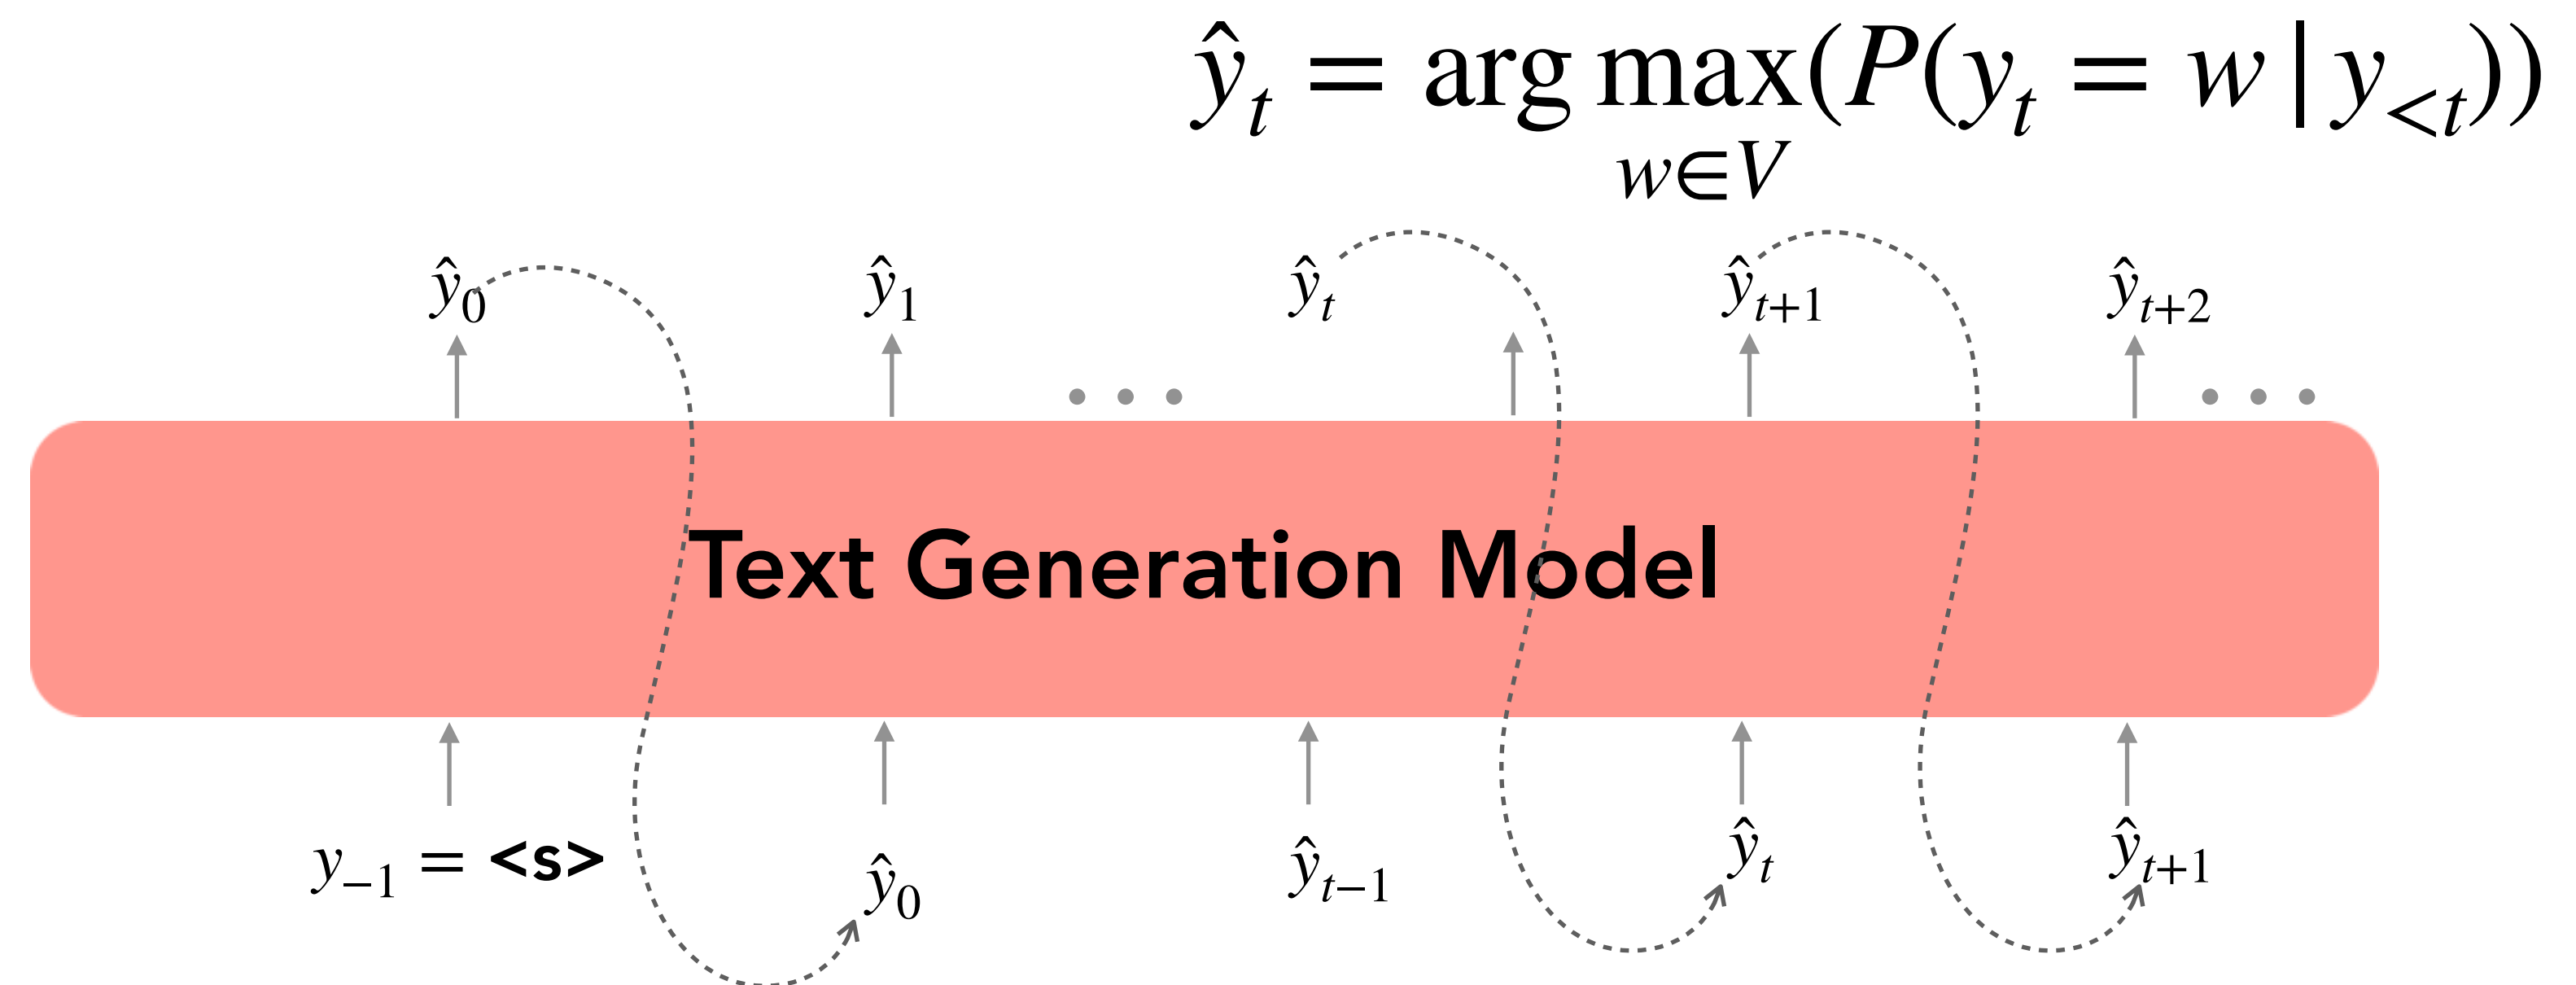 ŷ_t = arg max(P(y_t = w | y_{<t}))
w∈V
ŷ_0 ŷ_1 ŷ_t ŷ_{t+1} ŷ_{t+2}
• • • • • •
Text Generation Model
y_{−1} = <s> ŷ_0 ŷ_{t−1} ŷ_t ŷ_{t+1}